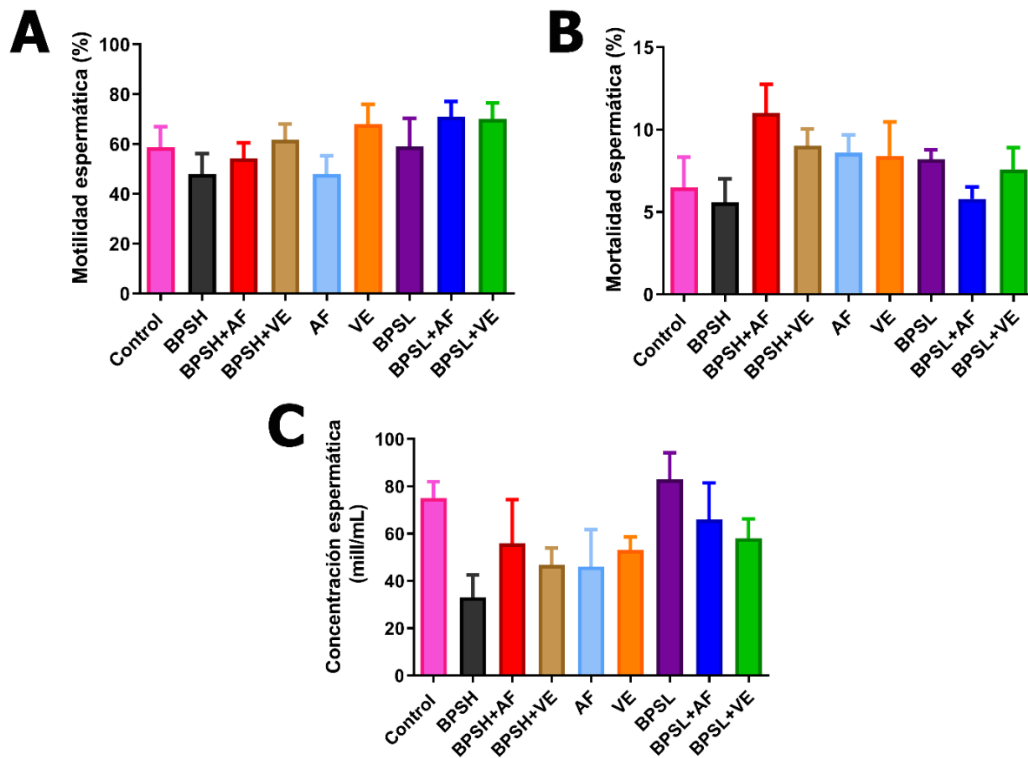 A
Motilidad espermática (%)
100
80
60
40
20
0
Control
BPSH
BPSH+AF
BPSH+VE
AF
VE
BPSL
BPSL+AF
BPSL+VE
B
Mortalidad espermática (%)
15
10
5
0
Control
BPSH
BPSH+AF
BPSH+VE
AF
VE
BPSL
BPSL+AF
BPSL+VE
C
Concentración espermática
(mill/mL)
100
80
60
40
20
0
Control
BPSH
BPSH+AF
BPSH+VE
AF
VE
BPSL
BPSL+AF
BPSL+VE